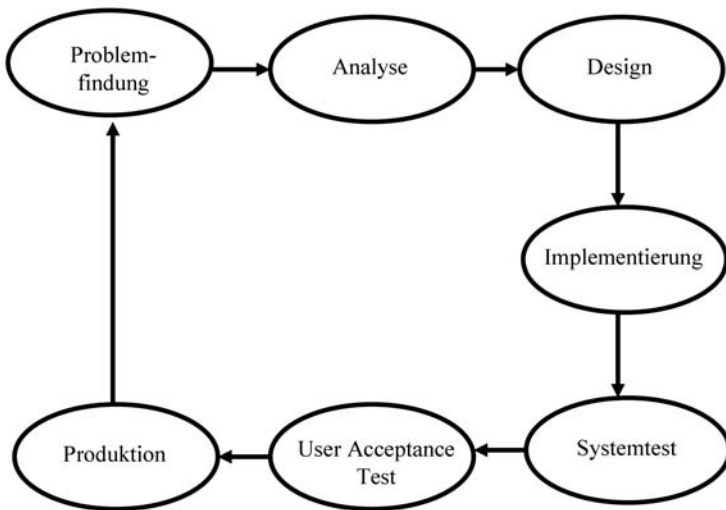 Problem-
findung
Analyse
Design
Implementierung
Systemtest
User Acceptance
Test
Produktion